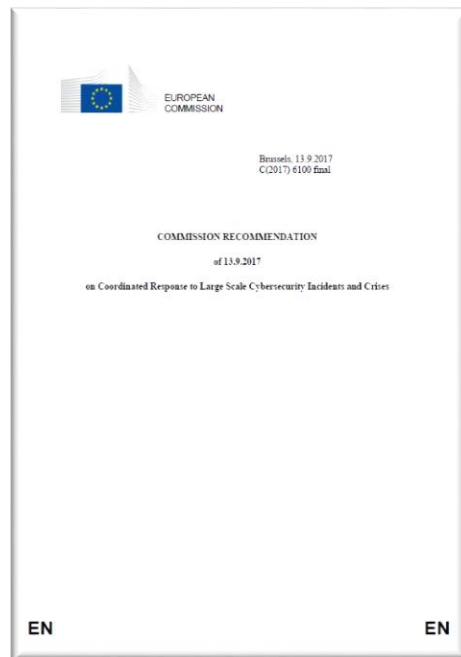 EUROPEAN
COMMISSION
Brussels, 13.9.2017
C(2017) 6100 final
COMMISSION RECOMMENDATION
of 13.9.2017
on Coordinated Response to Large Scale Cybersecurity Incidents and Crises
EN
EN